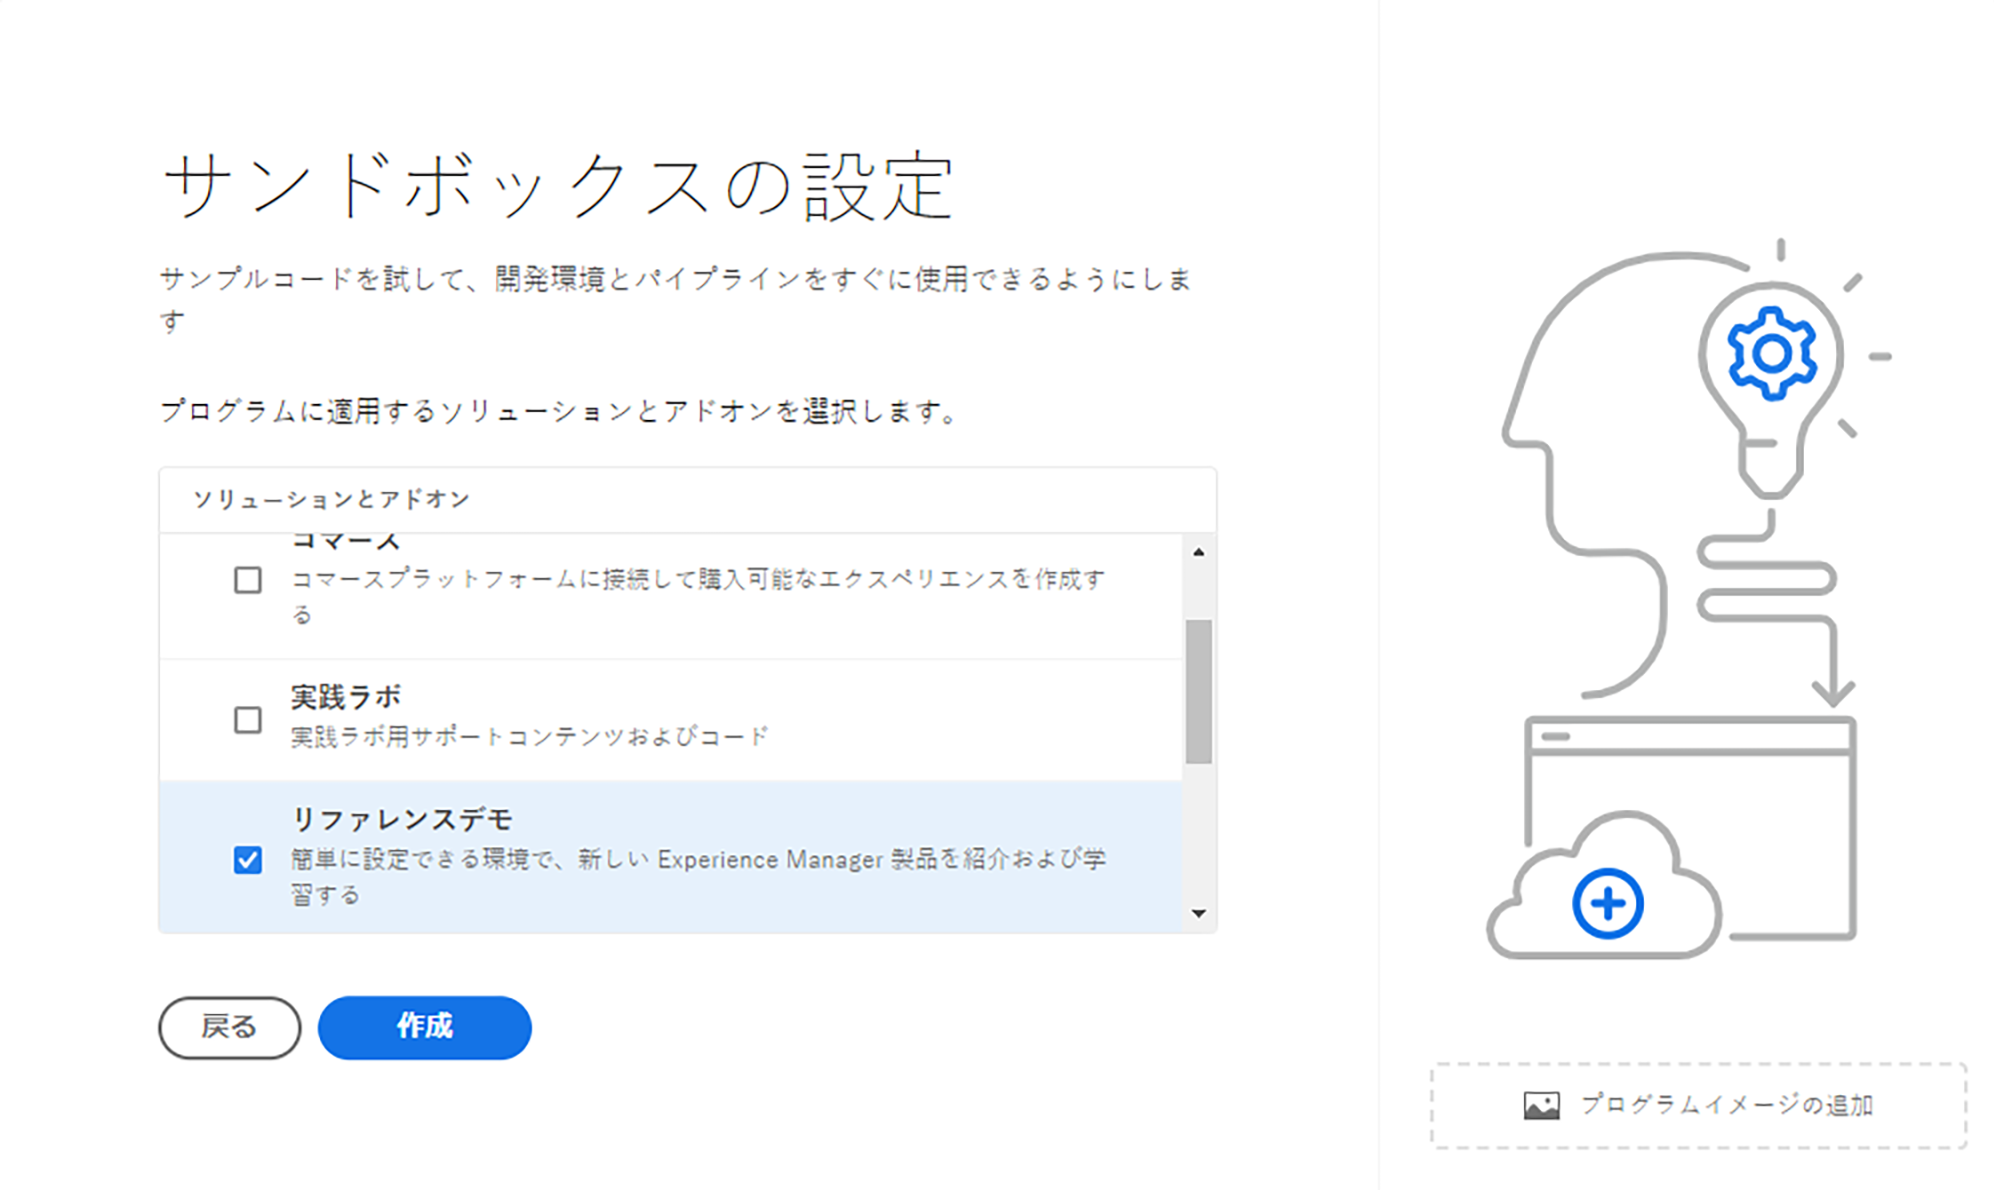 サンドボックスの設定
サンプルコードを試して、開発環境とパイプラインをすぐに使用できるようにしま
す
プログラムに適用するソリューションとアドオンを選択します。
ソリューションとアドオン
コマース
コマースプラットフォームに接続して購入可能なエクスペリエンスを作成す
る
実践ラボ
実践ラボ用サポートコンテンツおよびコード
リファレンスデモ
簡単に設定できる環境で、新しい Experience Manager 製品を紹介および学
習する
戻る
作成
プログラムイメージの追加